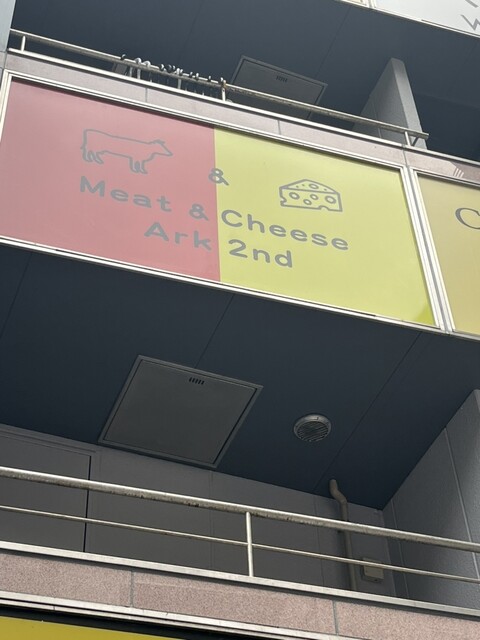 &
Meat & Cheese
Ark 2nd
C